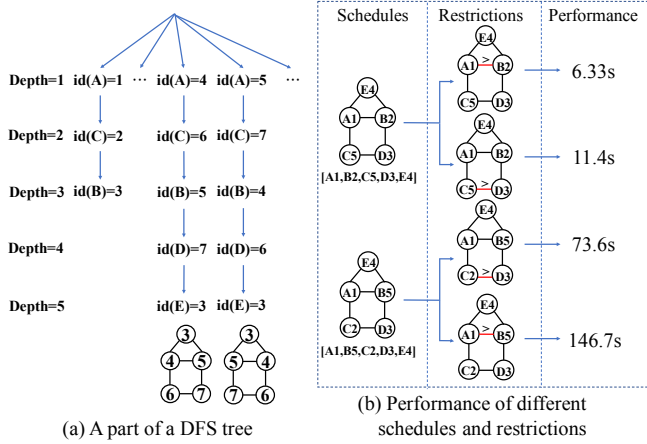 Depth=1 id(A)=1 ... id(A)=4 id(A)=5 ...
Depth=2 id(C)=2 id(C)=6 id(C)=7
Depth=3 id(B)=3 id(B)=5 id(B)=4
Depth=4 id(D)=7 id(D)=6
Depth=5 id(E)=3 id(E)=3
3 3
4 5 5 4
6 7 7 6
(a) A part of a DFS tree
Schedules Restrictions Performance
E4
A1 B2
C5 D3
[A1,B2,C5,D3,E4]
E4
A1 > B2
C5 D3
6.33s
E4
A1 B2
C5 > D3
11.4s
E4
A1 B5
C2 D3
[A1,B5,C2,D3,E4]
E4
A1 B5
C2 > D3
73.6s
E4
A1 > B5
C2 D3
146.7s
(b) Performance of different
schedules and restrictions